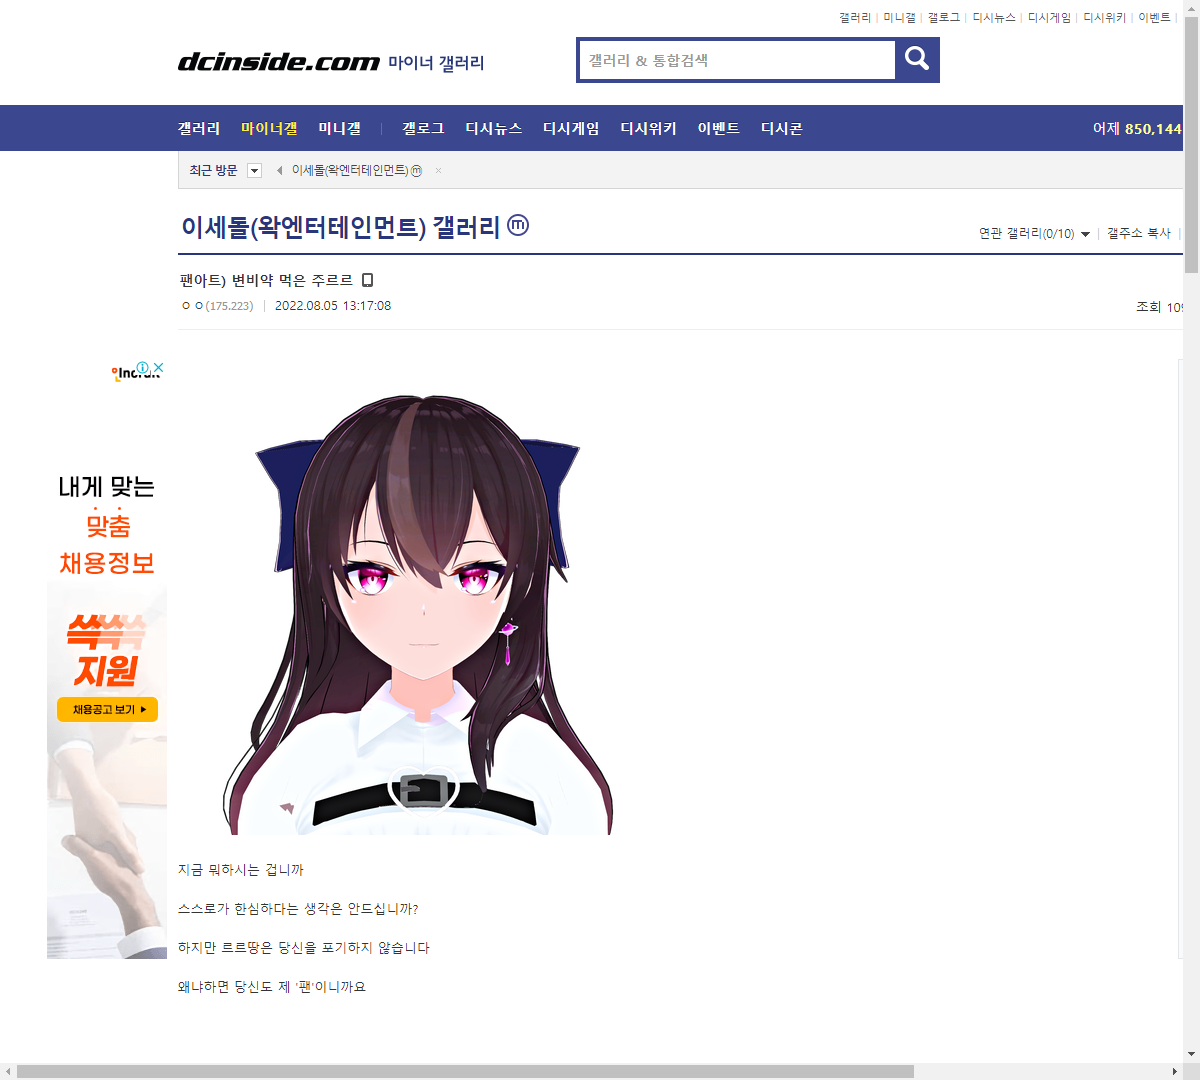 갤러리 미니갤 갤로그 디시뉴스 디시게임 디시위키 이벤트
dcinside.com 마이너 갤러리
갤러리 & 통합검색
갤러리 마이너갤 미니갤 갤로그 디시뉴스 디시게임 디시위키 이벤트 디시콘
어제 850,144
최근 방문 이세돌(왁엔터테인먼트) ⓜ ×
이세돌(왁엔터테인먼트) 갤러리 ⓜ
연관 갤러리(0/10) 갤주소 복사
팬아트) 변비약 먹은 주르르
ㅇㅇ(175.223) 2022.08.05 13:17:08
조회 109
내게 맞는
맞춤
채용정보
쓱쓱쓱
지원
채용공고 보기
지금 뭐하시는 겁니까
스스로가 한심하다는 생각은 안드십니까?
하지만 르르땅은 당신을 포기하지 않습니다
왜냐하면 당신도 제 '팬'이니까요